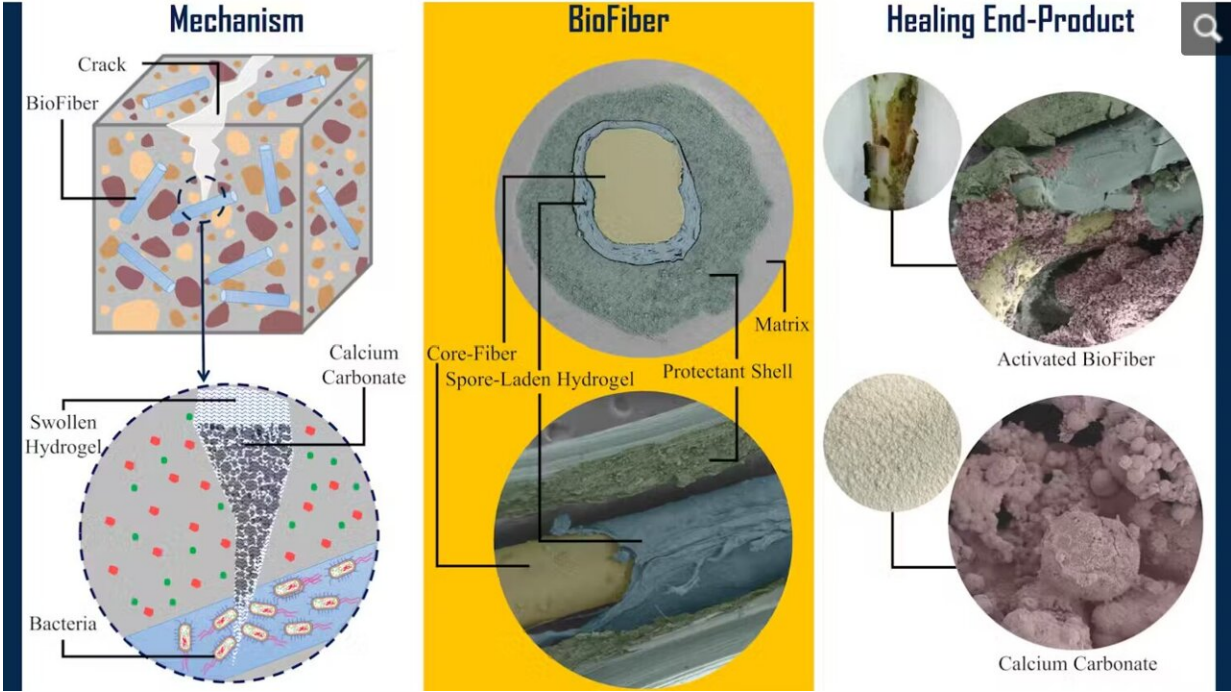 Mechanism
Crack
BioFiber
Calcium
Carbonate
Swollen
Hydrogel
Bacteria
BioFiber
Matrix
Core-Fiber
Spore-Laden Hydrogel
Protectant Shell
Healing End-Product
Activated BioFiber
Calcium Carbonate